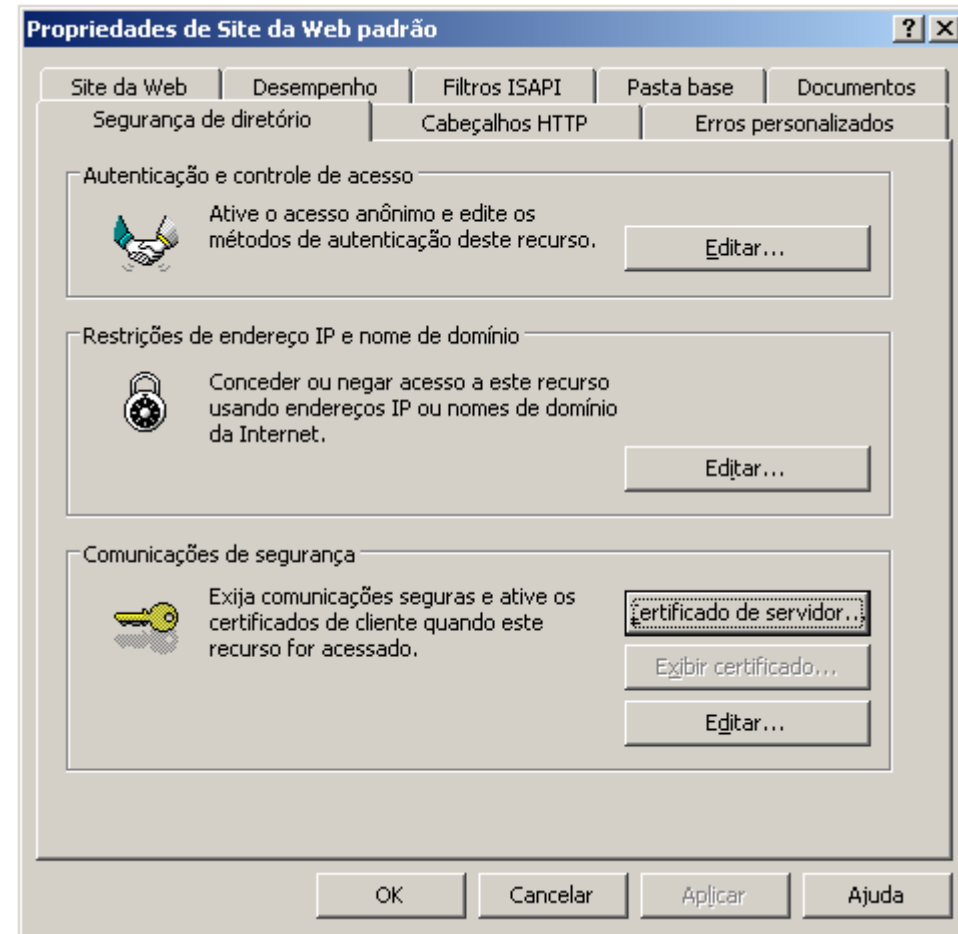 Propriedades de Site da Web padrão
Site da Web Desempenho Filtros ISAPI Pasta base Documentos
Segurança de diretório Cabeçalhos HTTP Erros personalizados
Autenticação e controle de acesso
Ative o acesso anônimo e edite os
métodos de autenticação deste recurso.
Editar...
Restrições de endereço IP e nome de domínio
Conceder ou negar acesso a este recurso
usando endereços IP ou nomes de domínio
da Internet.
Editar...
Comunicações de segurança
Exija comunicações seguras e ative os
certificados de cliente quando este
recurso for acessado.
Certificado de servidor...
Exibir certificado...
Editar...
OK Cancelar Aplicar Ajuda